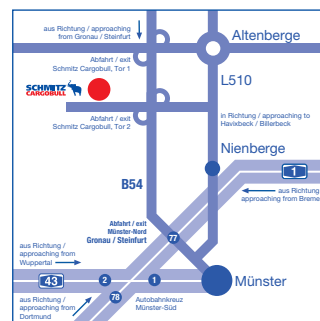 aus Richtung / approaching
from Gronau / Steinfurt
Altenberge
Abfahrt / exit
Schmitz Cargobull, Tor 1
L510
SCHMITZ
CARGOBULL
in Richtung / approaching to
Havixbeck / Billerbeck
Abfahrt / exit
Schmitz Cargobull, Tor 2
Nienberge
1
B54
aus Richtung
approaching from Breme
Abfahrt / exit
Münster-Nord
Gronau / Steinfurt
77
aus Richtung /
approaching from
Wuppertal
43
2
1
Münster
78
aus Richtung /
approaching from
Dortmund
Autobahnkreuz
Münster-Süd